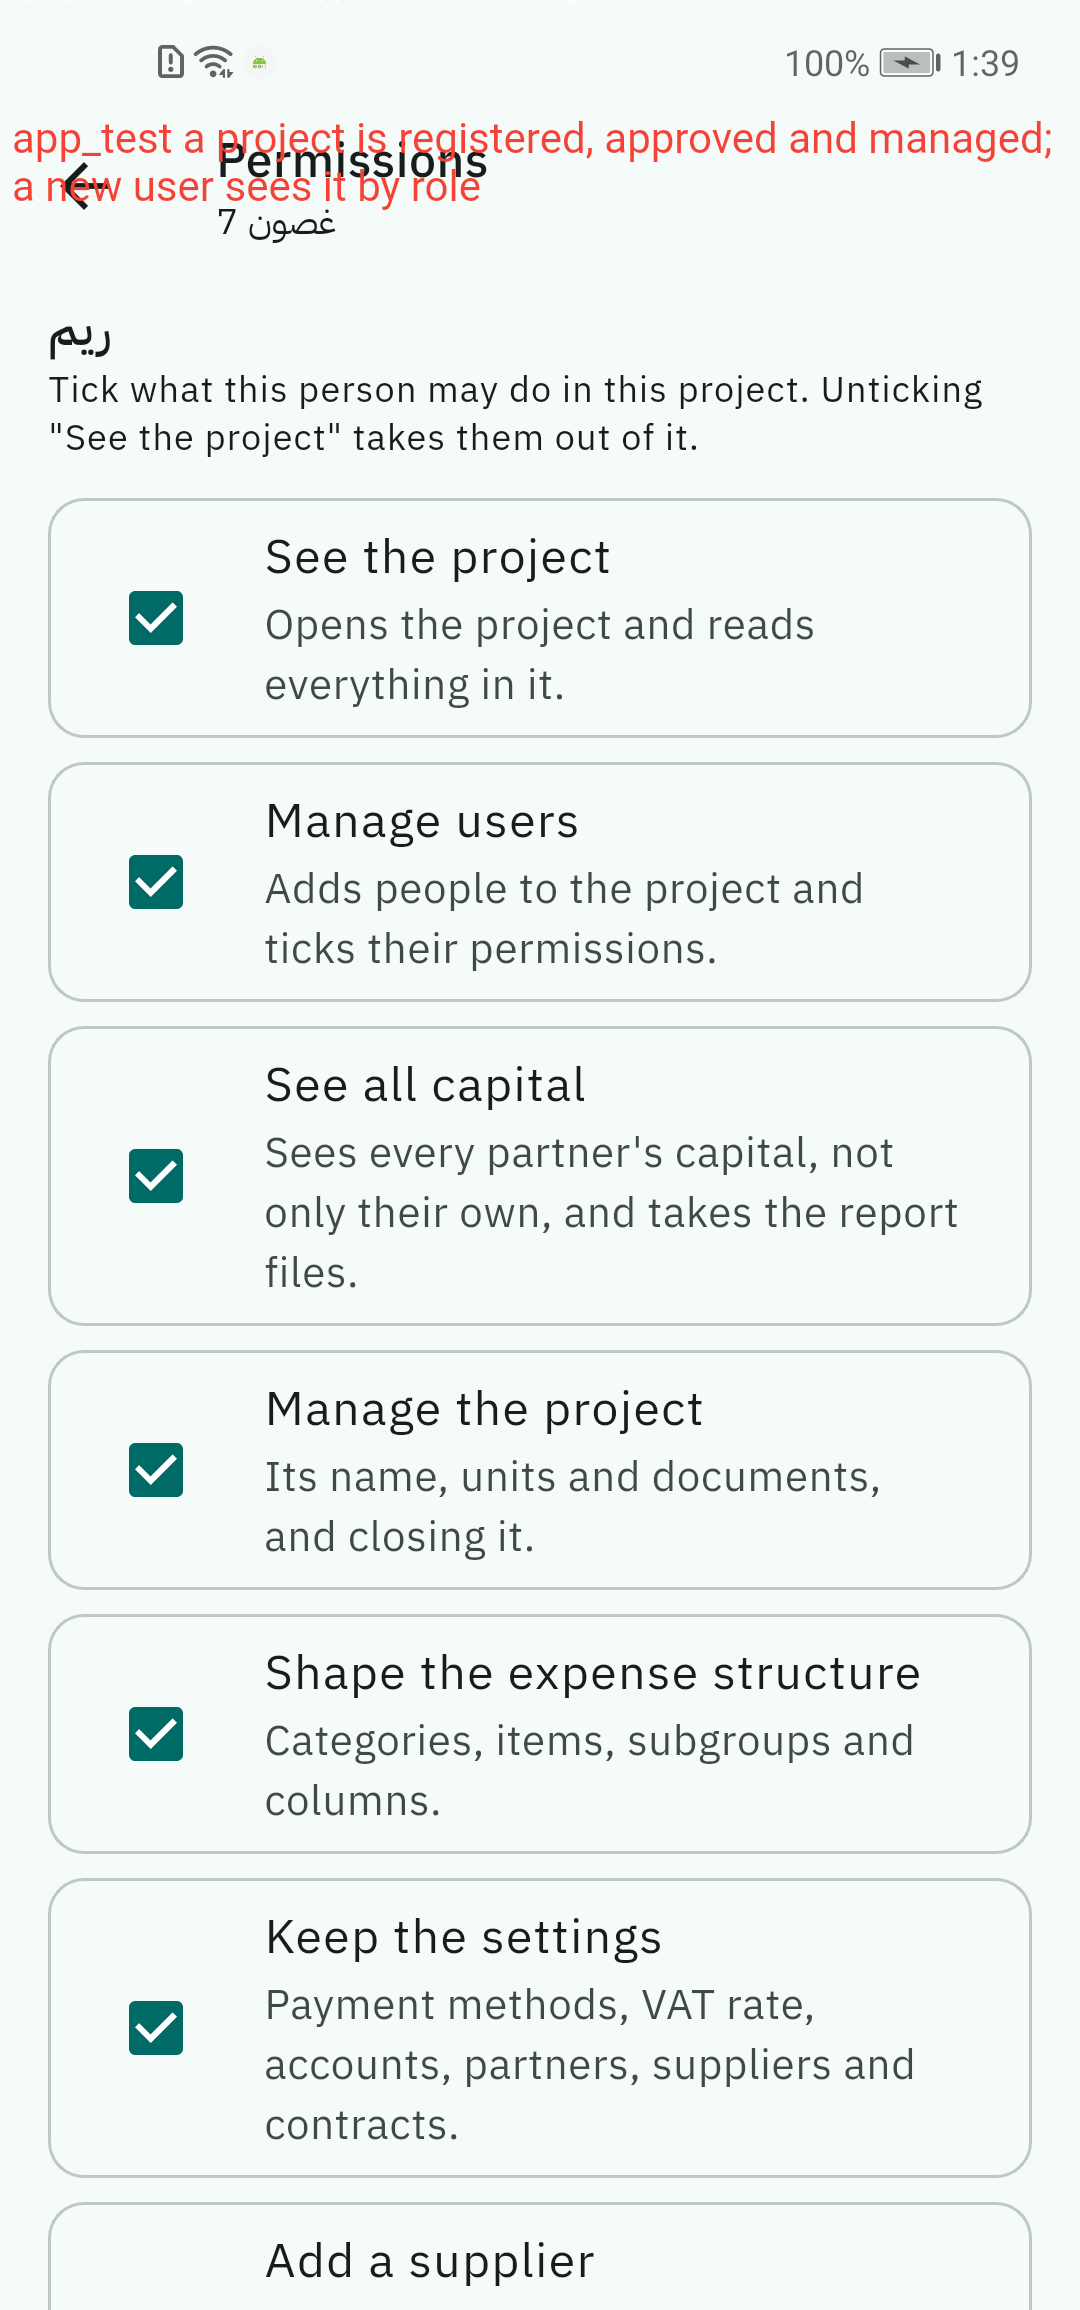 100% 1:39
app_test a project is registered, approved and managed;
a new user sees it by role
Permissions
غصون 7
ريم
Tick what this person may do in this project. Unticking
"See the project" takes them out of it.
See the project
Opens the project and reads
everything in it.
Manage users
Adds people to the project and
ticks their permissions.
See all capital
Sees every partner's capital, not
only their own, and takes the report
files.
Manage the project
Its name, units and documents,
and closing it.
Shape the expense structure
Categories, items, subgroups and
columns.
Keep the settings
Payment methods, VAT rate,
accounts, partners, suppliers and
contracts.
Add a supplier